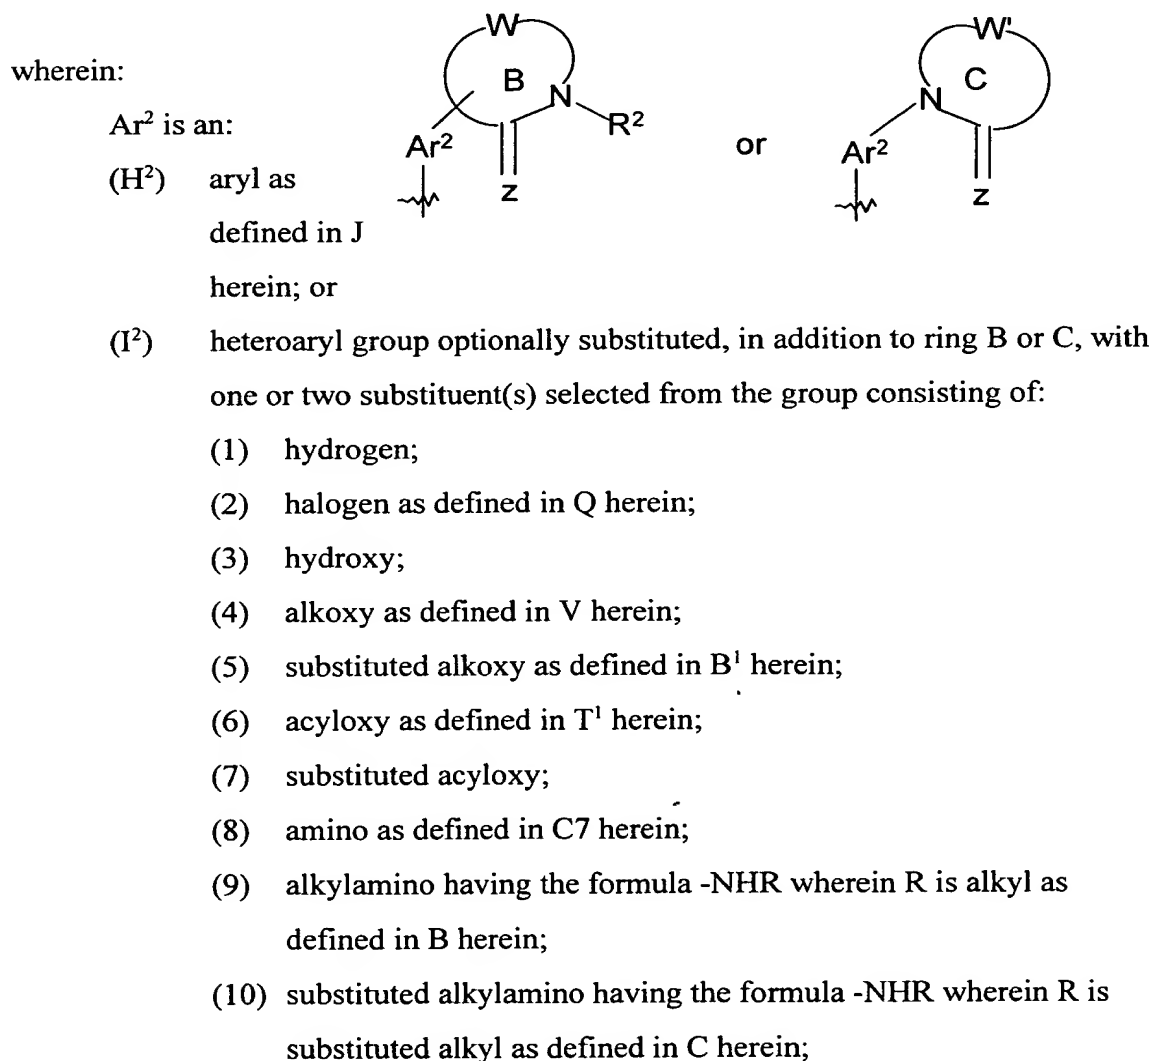 wherein:
W
B
N
R²
Ar²
z
or
W'
C
N
Ar²
z
Ar² is an:
(H²) aryl as
defined in J
herein; or
(I²) heteroaryl group optionally substituted, in addition to ring B or C, with
one or two substituent(s) selected from the group consisting of:
(1) hydrogen;
(2) halogen as defined in Q herein;
(3) hydroxy;
(4) alkoxy as defined in V herein;
(5) substituted alkoxy as defined in B¹ herein;
(6) acyloxy as defined in T¹ herein;
(7) substituted acyloxy;
(8) amino as defined in C7 herein;
(9) alkylamino having the formula -NHR wherein R is alkyl as
defined in B herein;
(10) substituted alkylamino having the formula -NHR wherein R is
substituted alkyl as defined in C herein;